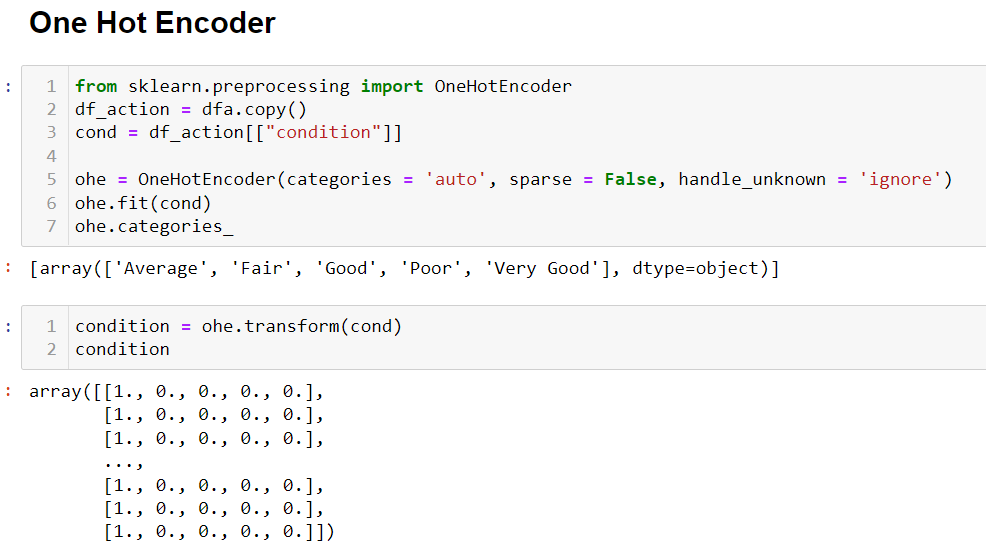 One Hot Encoder
: 1 from sklearn.preprocessing import OneHotEncoder
2 df_action = dfa.copy()
3 cond = df_action[["condition"]]
4
5 ohe = OneHotEncoder(categories = 'auto', sparse = False, handle_unknown = 'ignore')
6 ohe.fit(cond)
7 ohe.categories_
: [array(['Average', 'Fair', 'Good', 'Poor', 'Very Good'], dtype=object)]
: 1 condition = ohe.transform(cond)
2 condition
: array([[1., 0., 0., 0., 0.],
[1., 0., 0., 0., 0.],
[1., 0., 0., 0., 0.],
...,
[1., 0., 0., 0., 0.],
[1., 0., 0., 0., 0.],
[1., 0., 0., 0., 0.]])